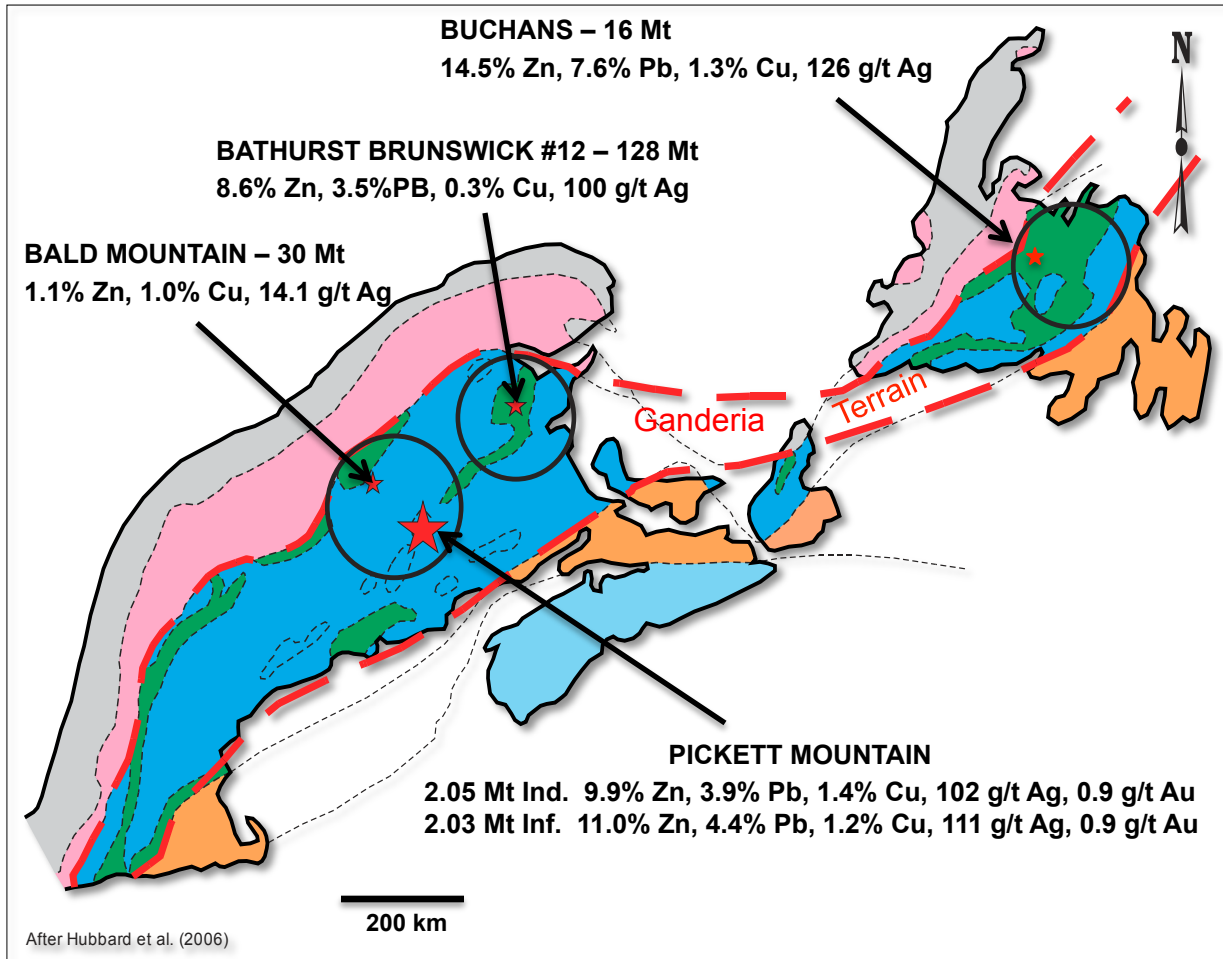 BUCHANS – 16 Mt
14.5% Zn, 7.6% Pb, 1.3% Cu, 126 g/t Ag
N
BATHURST BRUNSWICK #12 – 128 Mt
8.6% Zn, 3.5%PB, 0.3% Cu, 100 g/t Ag
BALD MOUNTAIN – 30 Mt
1.1% Zn, 1.0% Cu, 14.1 g/t Ag
Ganderia
Terrain
PICKETT MOUNTAIN
2.05 Mt Ind. 9.9% Zn, 3.9% Pb, 1.4% Cu, 102 g/t Ag, 0.9 g/t Au
2.03 Mt Inf. 11.0% Zn, 4.4% Pb, 1.2% Cu, 111 g/t Ag, 0.9 g/t Au
200 km
After Hubbard et al. (2006)